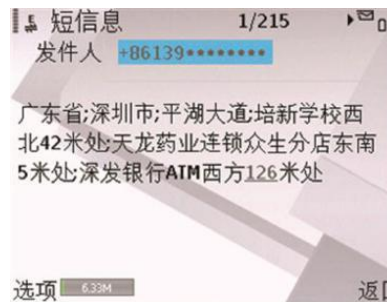 短信息 1/215
发件人 +86139********
广东省;深圳市;平湖大道;培新学校西
北42米处;天龙药业连锁众生分店东南
5米处;深发银行ATM西方126米处
选项 6.33M 返回